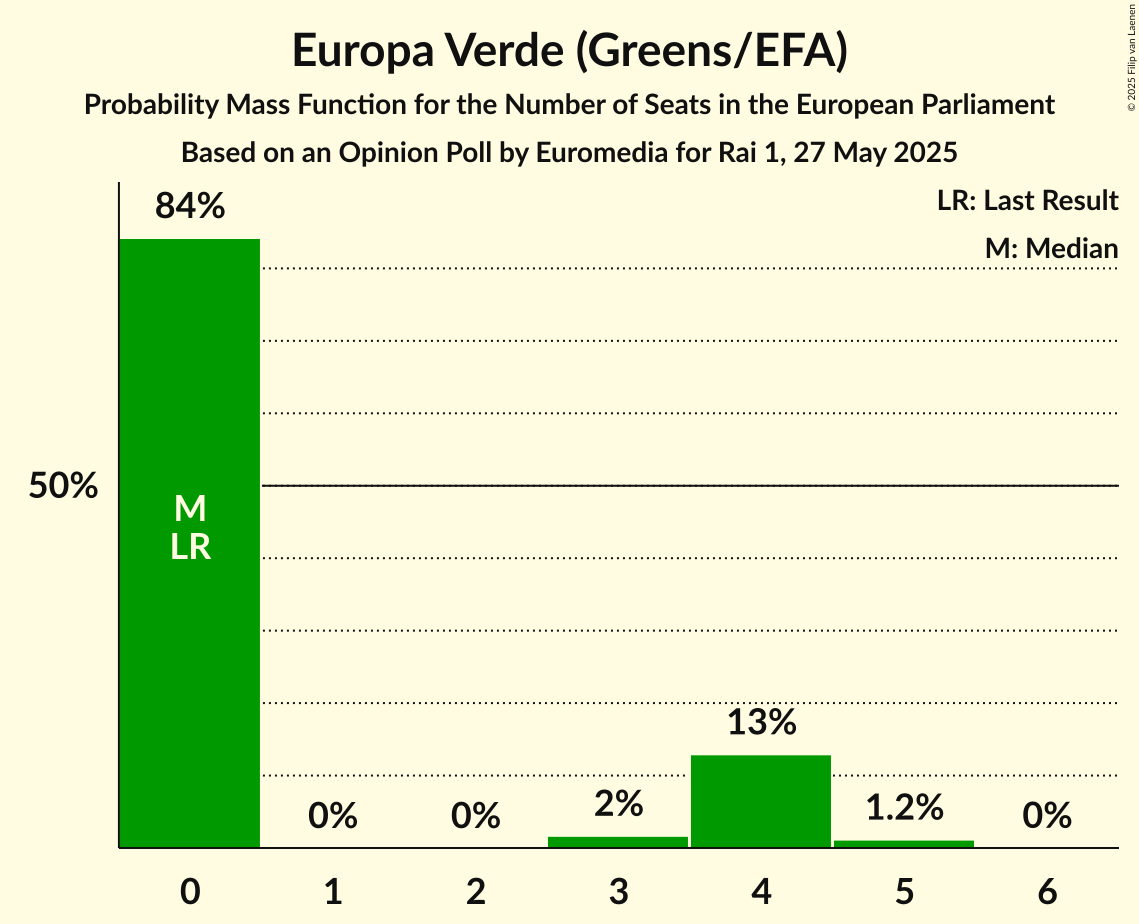 Europa Verde (Greens/EFA)
Probability Mass Function for the Number of Seats in the European Parliament
Based on an Opinion Poll by Euromedia for Rai 1, 27 May 2025
© 2025 Filip van Laenen
LR: Last Result
M: Median
84%
50%
M
LR
0%
0%
2%
13%
1.2%
0%
0
1
2
3
4
5
6